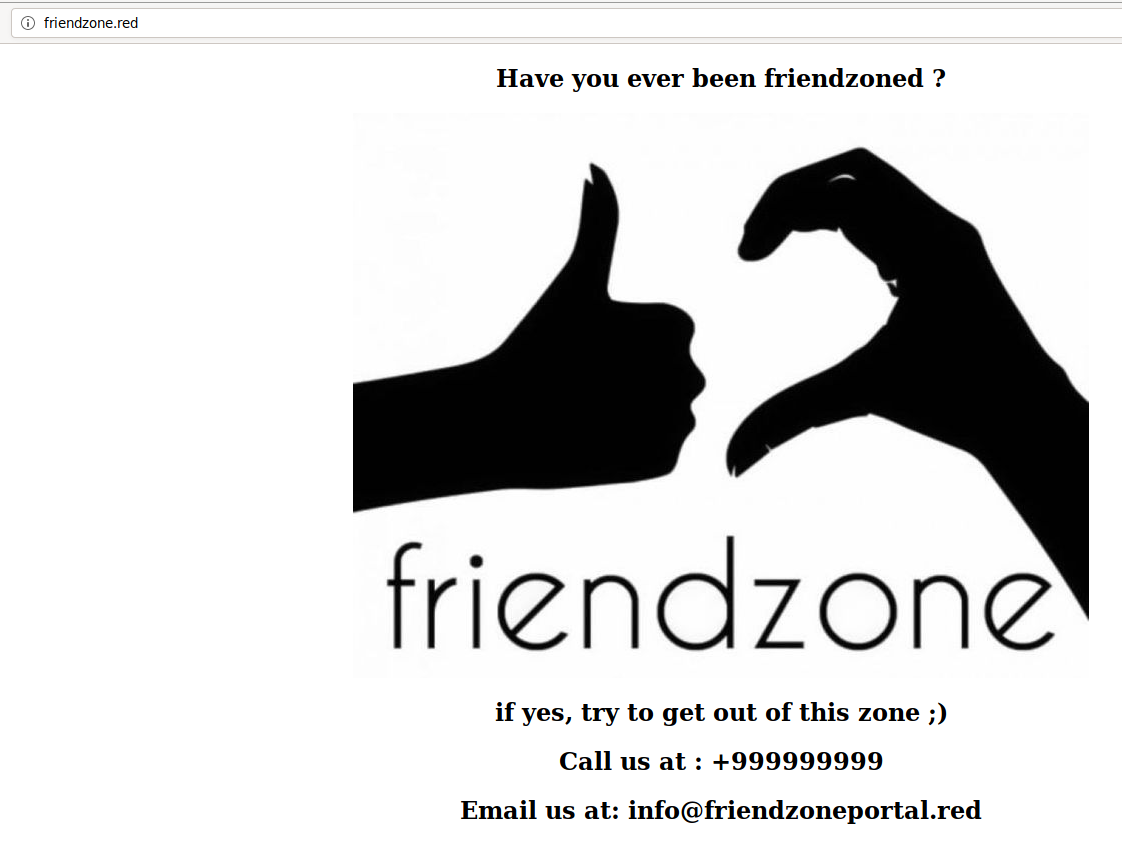 friendzone.red
Have you ever been friendzoned ?
friendzone
if yes, try to get out of this zone ;)
Call us at : +999999999
Email us at: info@friendzoneportal.red